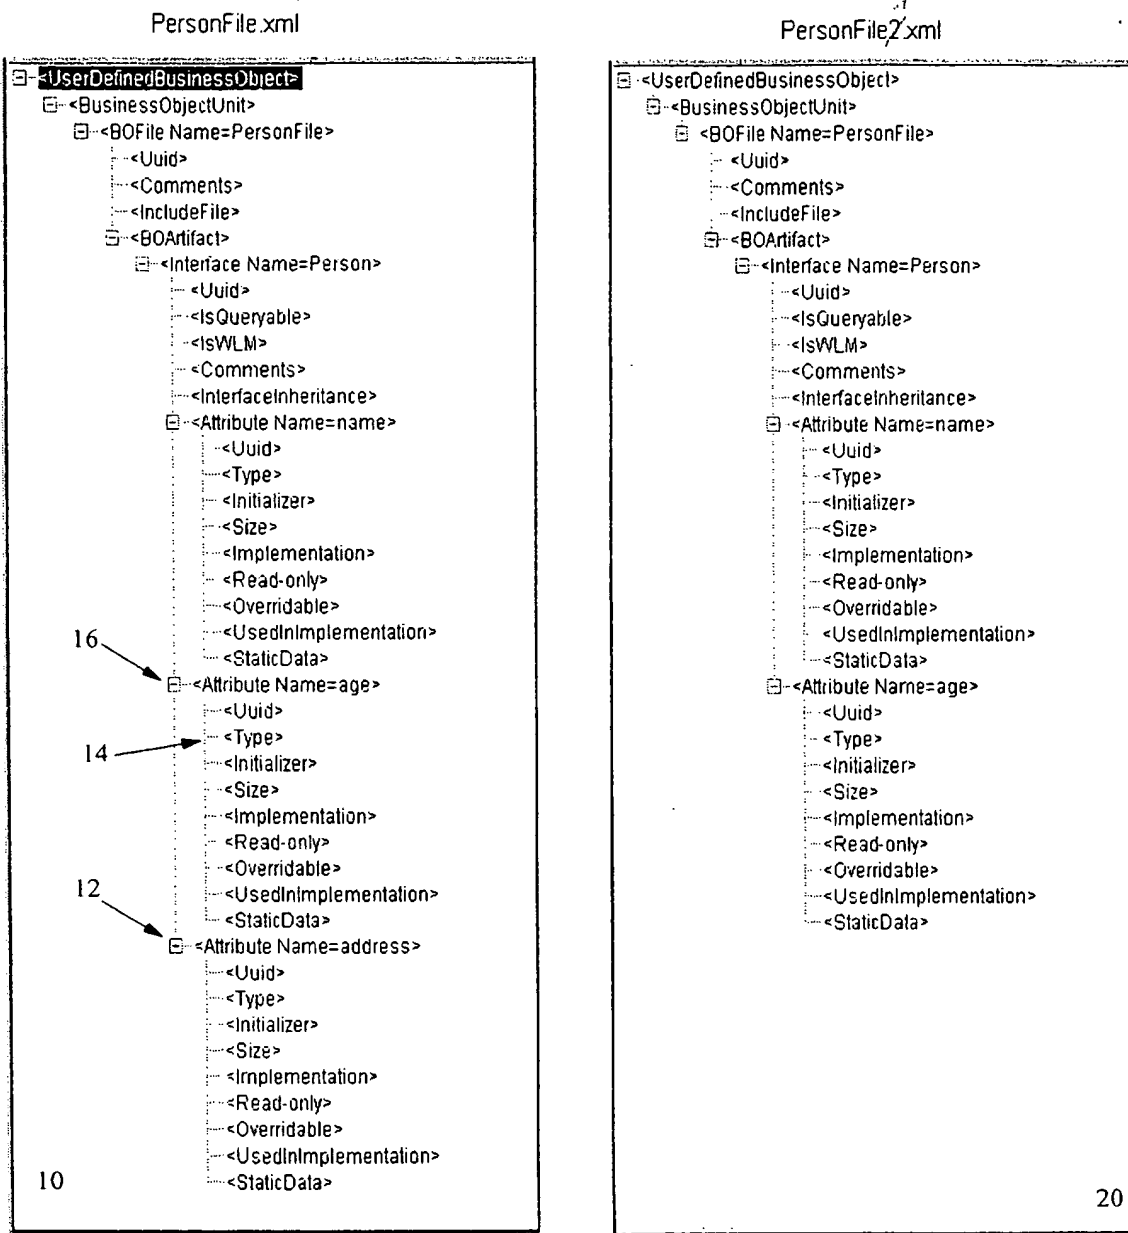 PersonFile.xml
<UserDefinedBusinessObject>
<BusinessObjectUnit>
<BOFile Name=PersonFile>
<Uuid>
<Comments>
<IncludeFile>
<BOArtifact>
<Interface Name=Person>
<Uuid>
<IsQueryable>
<IsWLM>
<Comments>
<InterfaceInheritance>
<Attribute Name=name>
<Uuid>
<Type>
<Initializer>
<Size>
<Implementation>
<Read-only>
<Overridable>
<UsedInImplementation>
<StaticData>
16
<Attribute Name=age>
<Uuid>
14
<Type>
<Initializer>
<Size>
<Implementation>
<Read-only>
<Overridable>
12
<UsedInImplementation>
<StaticData>
<Attribute Name=address>
<Uuid>
<Type>
<Initializer>
<Size>
<Implementation>
<Read-only>
<Overridable>
<UsedInImplementation>
<StaticData>
10
PersonFile2.xml
<UserDefinedBusinessObject>
<BusinessObjectUnit>
<BOFile Name=PersonFile>
<Uuid>
<Comments>
<IncludeFile>
<BOArtifact>
<Interface Name=Person>
<Uuid>
<IsQueryable>
<IsWLM>
<Comments>
<InterfaceInheritance>
<Attribute Name=name>
<Uuid>
<Type>
<Initializer>
<Size>
<Implementation>
<Read-only>
<Overridable>
<UsedInImplementation>
<StaticData>
<Attribute Name=age>
<Uuid>
<Type>
<Initializer>
<Size>
<Implementation>
<Read-only>
<Overridable>
<UsedInImplementation>
<StaticData>
20